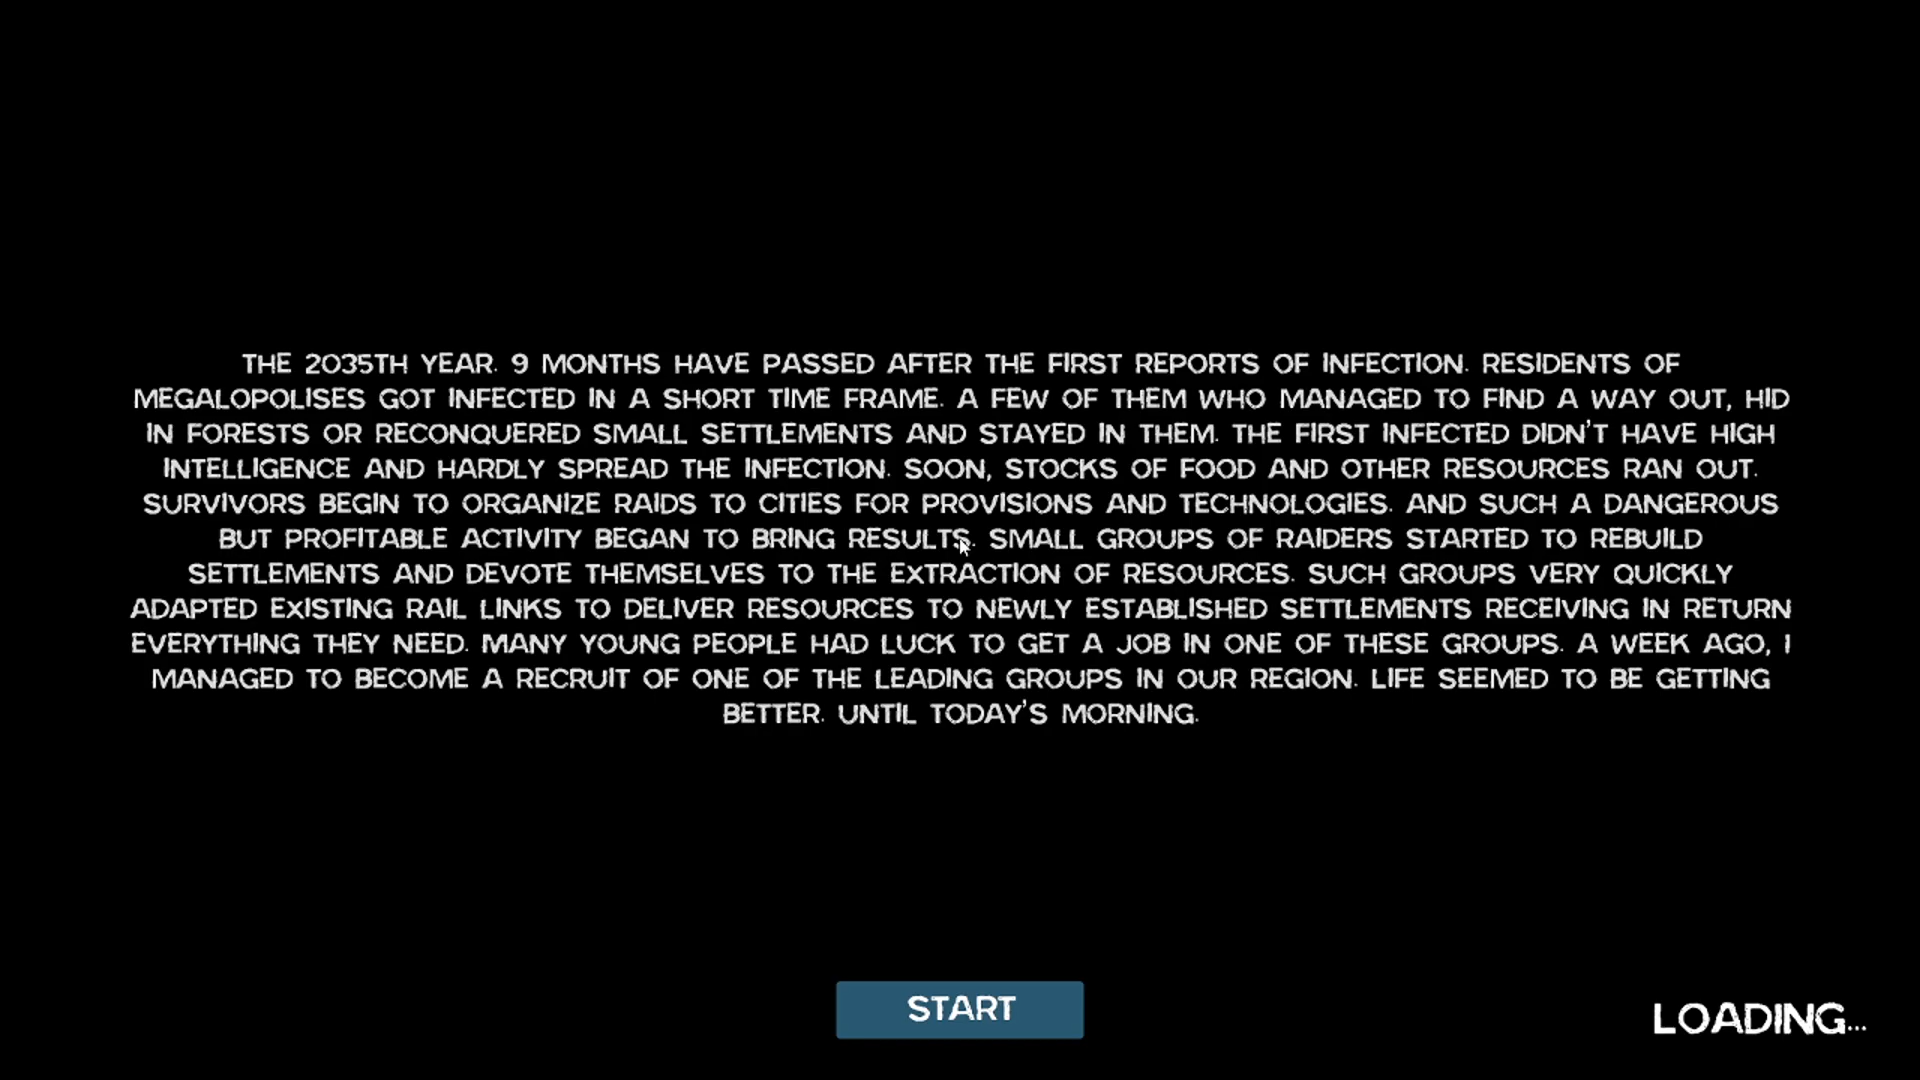 THE 2035TH YEAR. 9 MONTHS HAVE PASSED AFTER THE FIRST REPORTS OF INFECTION. RESIDENTS OF
MEGALOPOLISES GOT INFECTED IN A SHORT TIME FRAME. A FEW OF THEM WHO MANAGED TO FIND A WAY OUT, HID
IN FORESTS OR RECONQUERED SMALL SETTLEMENTS AND STAYED IN THEM. THE FIRST INFECTED DIDN'T HAVE HIGH
INTELLIGENCE AND HARDLY SPREAD THE INFECTION. SOON, STOCKS OF FOOD AND OTHER RESOURCES RAN OUT.
SURVIVORS BEGIN TO ORGANIZE RAIDS TO CITIES FOR PROVISIONS AND TECHNOLOGIES. AND SUCH A DANGEROUS
BUT PROFITABLE ACTIVITY BEGAN TO BRING RESULTS. SMALL GROUPS OF RAIDERS STARTED TO REBUILD
SETTLEMENTS AND DEVOTE THEMSELVES TO THE EXTRACTION OF RESOURCES. SUCH GROUPS VERY QUICKLY
ADAPTED EXISTING RAIL LINKS TO DELIVER RESOURCES TO NEWLY ESTABLISHED SETTLEMENTS RECEIVING IN RETURN
EVERYTHING THEY NEED. MANY YOUNG PEOPLE HAD LUCK TO GET A JOB IN ONE OF THESE GROUPS. A WEEK AGO, I
MANAGED TO BECOME A RECRUIT OF ONE OF THE LEADING GROUPS IN OUR REGION. LIFE SEEMED TO BE GETTING
BETTER. UNTIL TODAY'S MORNING.
START
LOADING...